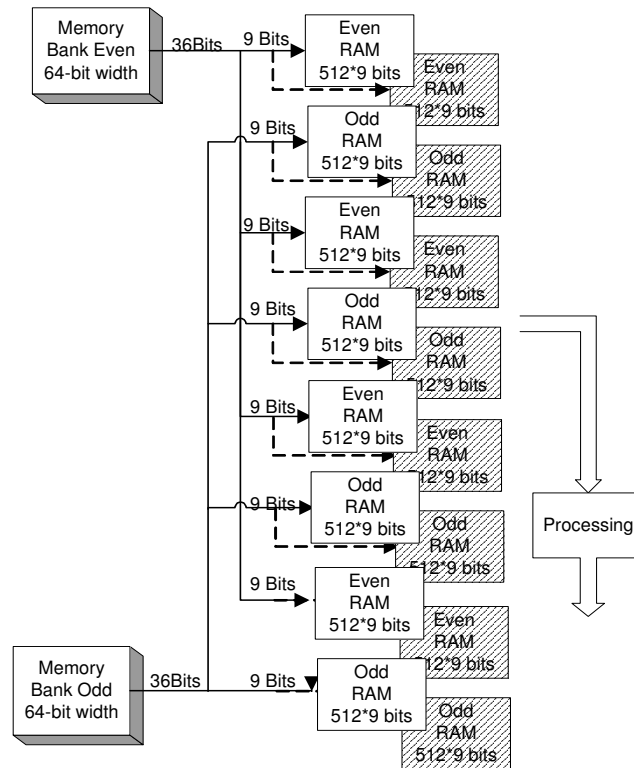 Memory
Bank Even
64-bit width
36Bits
9 Bits
Even
RAM
512*9 bits
Even
RAM
512*9 bits
9 Bits
Odd
RAM
512*9 bits
Odd
RAM
512*9 bits
9 Bits
Even
RAM
512*9 bits
Even
RAM
512*9 bits
9 Bits
Odd
RAM
512*9 bits
Odd
RAM
512*9 bits
9 Bits
Even
RAM
512*9 bits
Even
RAM
512*9 bits
9 Bits
Odd
RAM
512*9 bits
Odd
RAM
512*9 bits
Processing
9 Bits
Even
RAM
512*9 bits
Even
RAM
512*9 bits
Memory
Bank Odd
64-bit width
36Bits
9 Bits
Odd
RAM
512*9 bits
Odd
RAM
512*9 bits